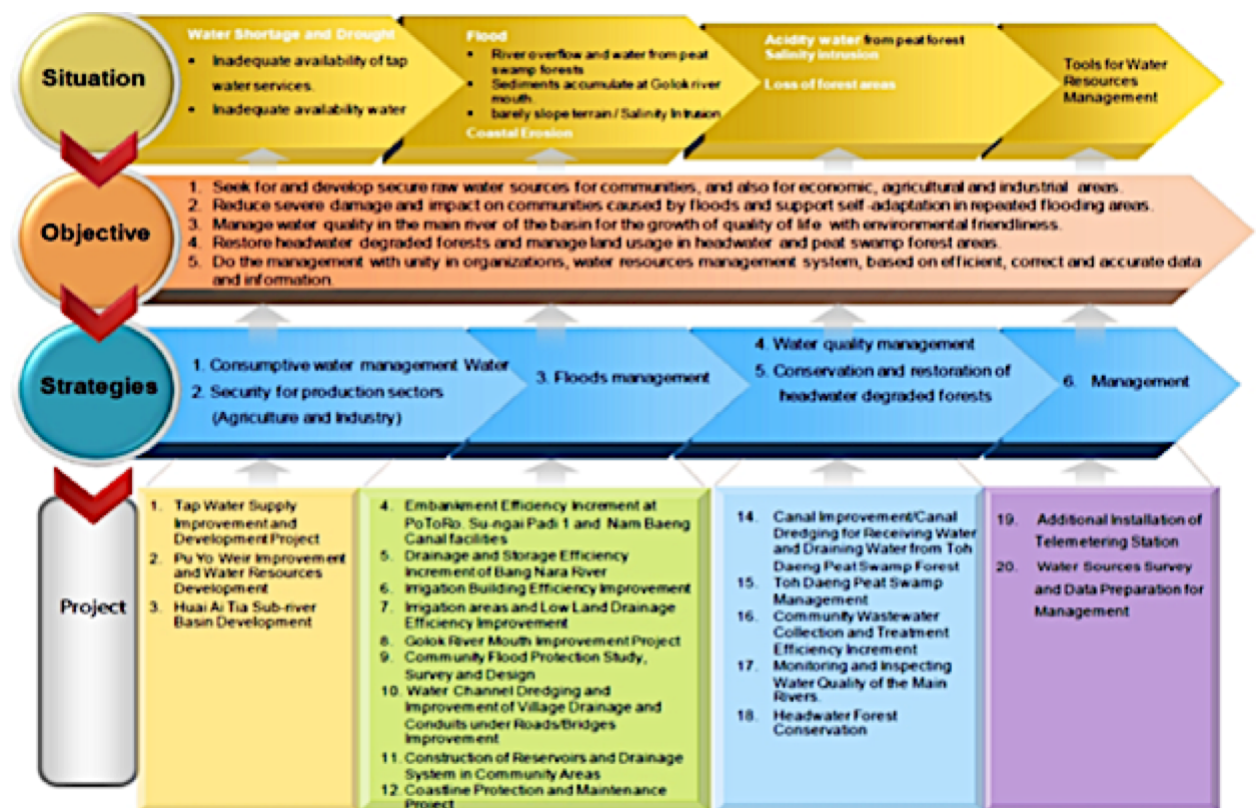 Situation
Water Shortage and Drought
• Inadequate availability of tap
water services.
• Inadequate availability water
Flood
• River overflow and water from peat
swamp forests
• Sediments accumulate at Golok river
mouth.
• barely slope terrain / Salinity Intrusion
Coastal Erosion
Acidity water from peat forest
Salinity intrusion
Loss of forest areas
Tools for Water
Resources
Management
Objective
1. Seek for and develop secure raw water sources for communities, and also for economic, agricultural and industrial areas.
2. Reduce severe damage and impact on communities caused by floods and support self-adaptation in repeated flooding areas.
3. Manage water quality in the main river of the basin for the growth of quality of life with environmental friendliness.
4. Restore headwater degraded forests and manage land usage in headwater and peat swamp forest areas.
5. Do the management with unity in organizations, water resources management system, based on efficient, correct and accurate data
and information.
Strategies
1. Consumptive water management Water
2. Security for production sectors
(Agriculture and Industry)
3. Floods management
4. Water quality management
5. Conservation and restoration of
headwater degraded forests
6. Management
Project
1. Tap Water Supply
Improvement and
Development Project
2. Pu Yo Weir Improvement
and Water Resources
Development
3. Huai Ai Tia Sub-river
Basin Development
4. Embankment Efficiency Increment at
PoToRo. Su-ngai Padi 1 and Nam Baeng
Canal facilities
5. Drainage and Storage Efficiency
Increment of Bang Nara River
6. Irrigation Building Efficiency Improvement
7. Irrigation areas and Low Land Drainage
Efficiency Improvement
8. Golok River Mouth Improvement Project
9. Community Flood Protection Study,
Survey and Design
10. Water Channel Dredging and
Improvement of Village Drainage and
Conduits under Roads/Bridges
Improvement
11. Construction of Reservoirs and Drainage
System in Community Areas
12. Coastline Protection and Maintenance
Project
14. Canal Improvement/Canal
Dredging for Receiving Water
and Draining Water from Toh
Daeng Peat Swamp Forest
15. Toh Daeng Peat Swamp
Management
16. Community Wastewater
Collection and Treatment
Efficiency Increment
17. Monitoring and Inspecting
Water Quality of the Main
Rivers.
18. Headwater Forest
Conservation
19. Additional Installation of
Telemetering Station
20. Water Sources Survey
and Data Preparation for
Management